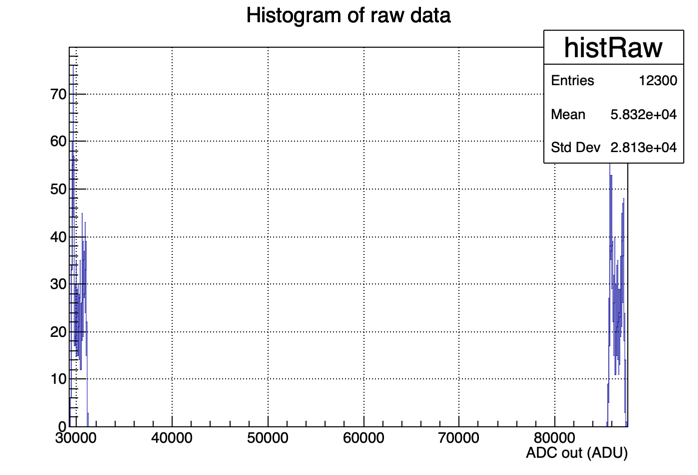 Histogram of raw data
histRaw
Entries 12300
Mean 5.832e+04
Std Dev 2.813e+04
70
60
50
40
30
20
10
0
30000 40000 50000 60000 70000 80000
ADC out (ADU)